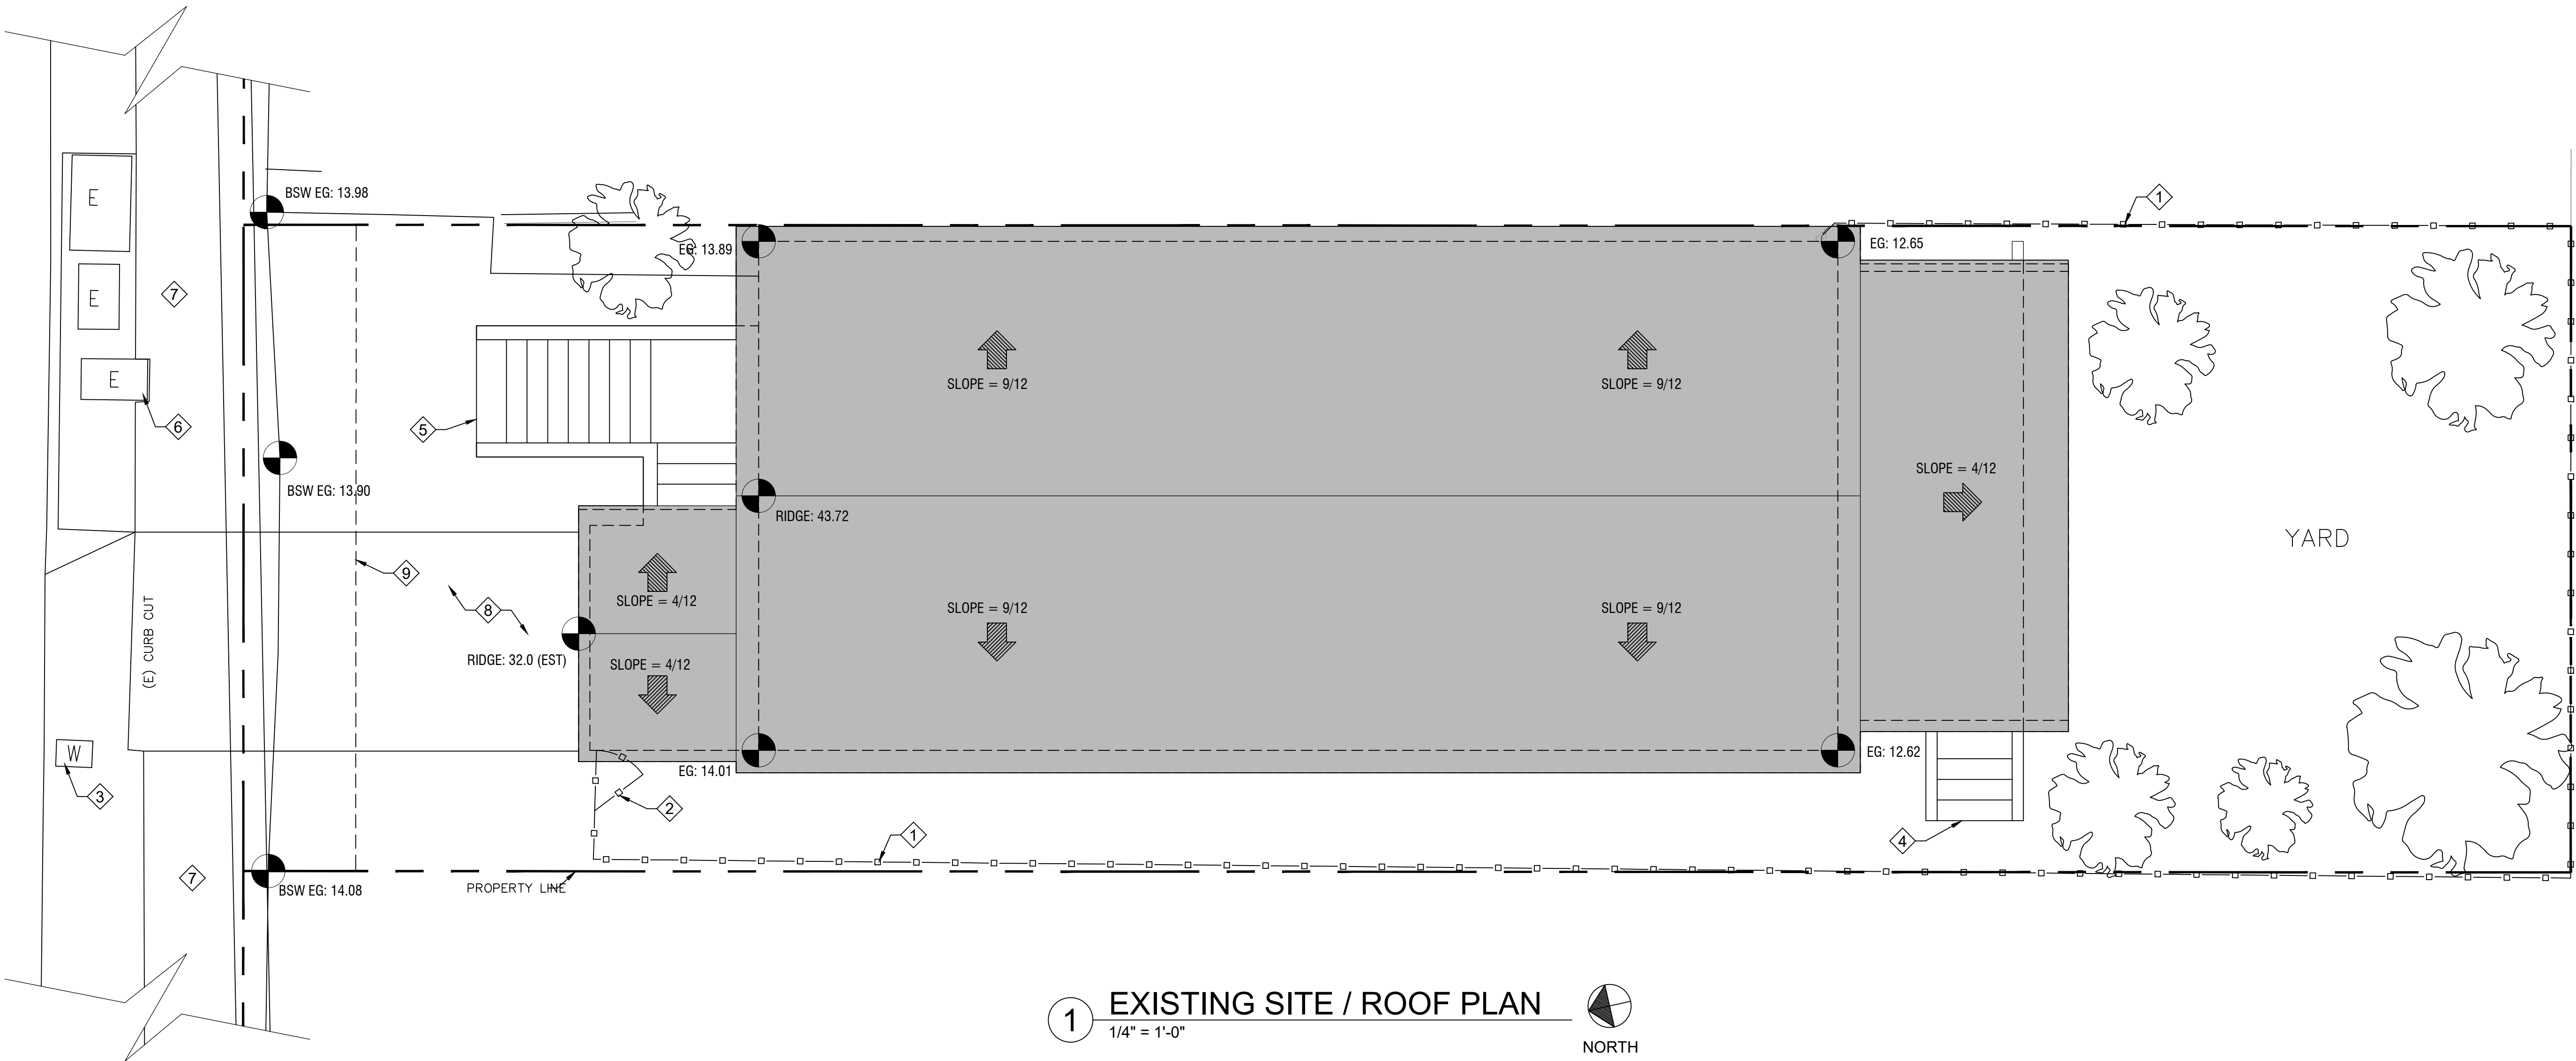 E
BSW EG: 13.98
1
EG: 13.89
EG: 12.65
E
7
E
SLOPE = 9/12
SLOPE = 9/12
6
5
SLOPE = 4/12
BSW EG: 13.90
RIDGE: 43.72
YARD
9
SLOPE = 4/12
8
SLOPE = 9/12
SLOPE = 9/12
(E) CURB CUT
RIDGE: 32.0 (EST)
SLOPE = 4/12
W
EG: 14.01
EG: 12.62
3
2
1
4
7
PROPERTY LINE
BSW EG: 14.08
1
EXISTING SITE / ROOF PLAN
1/4" = 1'-0"
NORTH